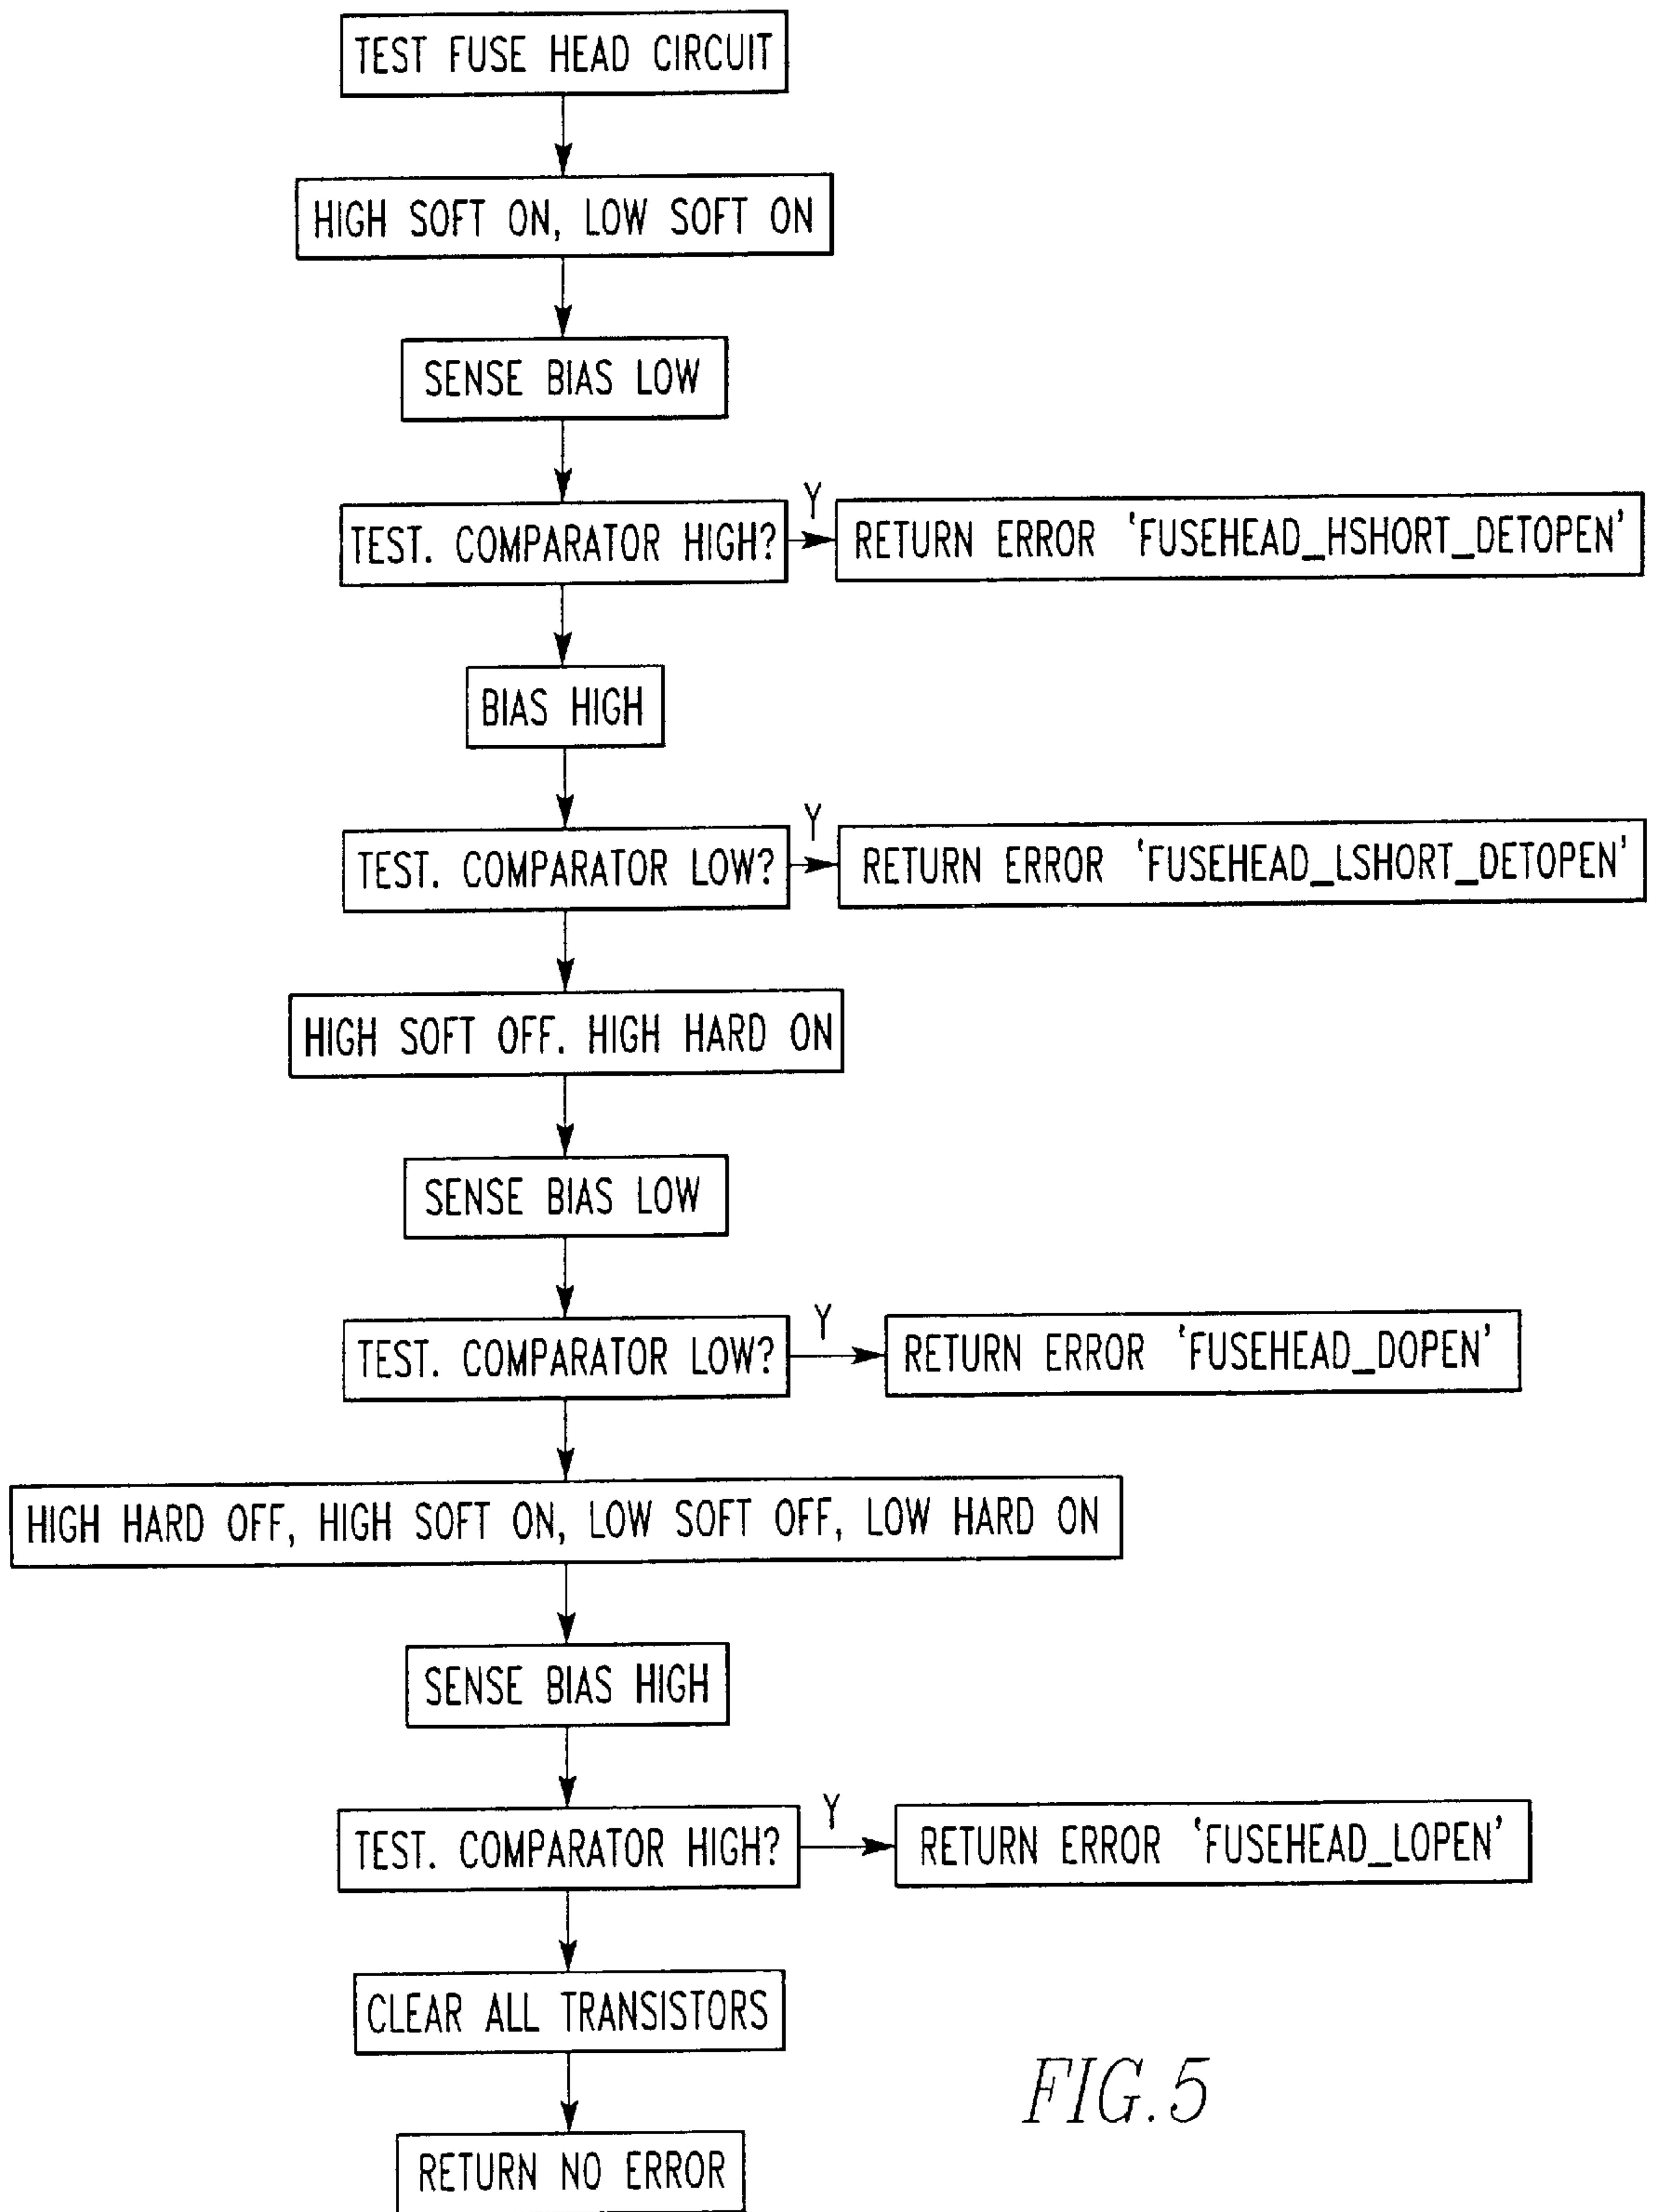 TEST FUSE HEAD CIRCUIT
HIGH SOFT ON, LOW SOFT ON
SENSE BIAS LOW
TEST. COMPARATOR HIGH?
Y
RETURN ERROR 'FUSEHEAD_HSHORT_DETOPEN'
BIAS HIGH
TEST. COMPARATOR LOW?
Y
RETURN ERROR 'FUSEHEAD_LSHORT_DETOPEN'
HIGH SOFT OFF. HIGH HARD ON
SENSE BIAS LOW
TEST. COMPARATOR LOW?
Y
RETURN ERROR 'FUSEHEAD_DOPEN'
HIGH HARD OFF, HIGH SOFT ON, LOW SOFT OFF, LOW HARD ON
SENSE BIAS HIGH
TEST. COMPARATOR HIGH?
Y
RETURN ERROR 'FUSEHEAD_LOPEN'
CLEAR ALL TRANSISTORS
RETURN NO ERROR
FIG.5